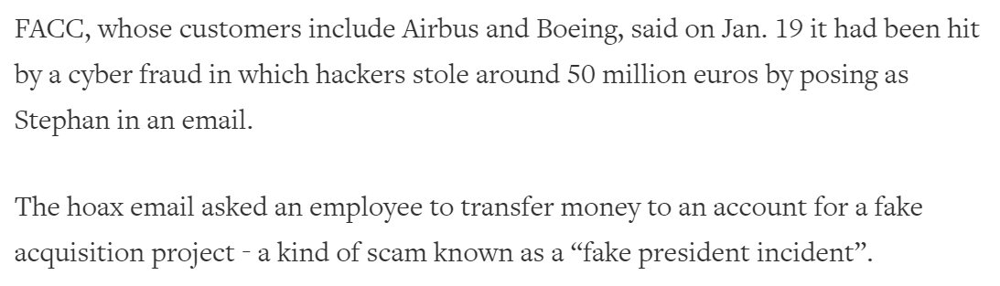 FACC, whose customers include Airbus and Boeing, said on Jan. 19 it had been hit
by a cyber fraud in which hackers stole around 50 million euros by posing as
Stephan in an email.
The hoax email asked an employee to transfer money to an account for a fake
acquisition project - a kind of scam known as a “fake president incident”.